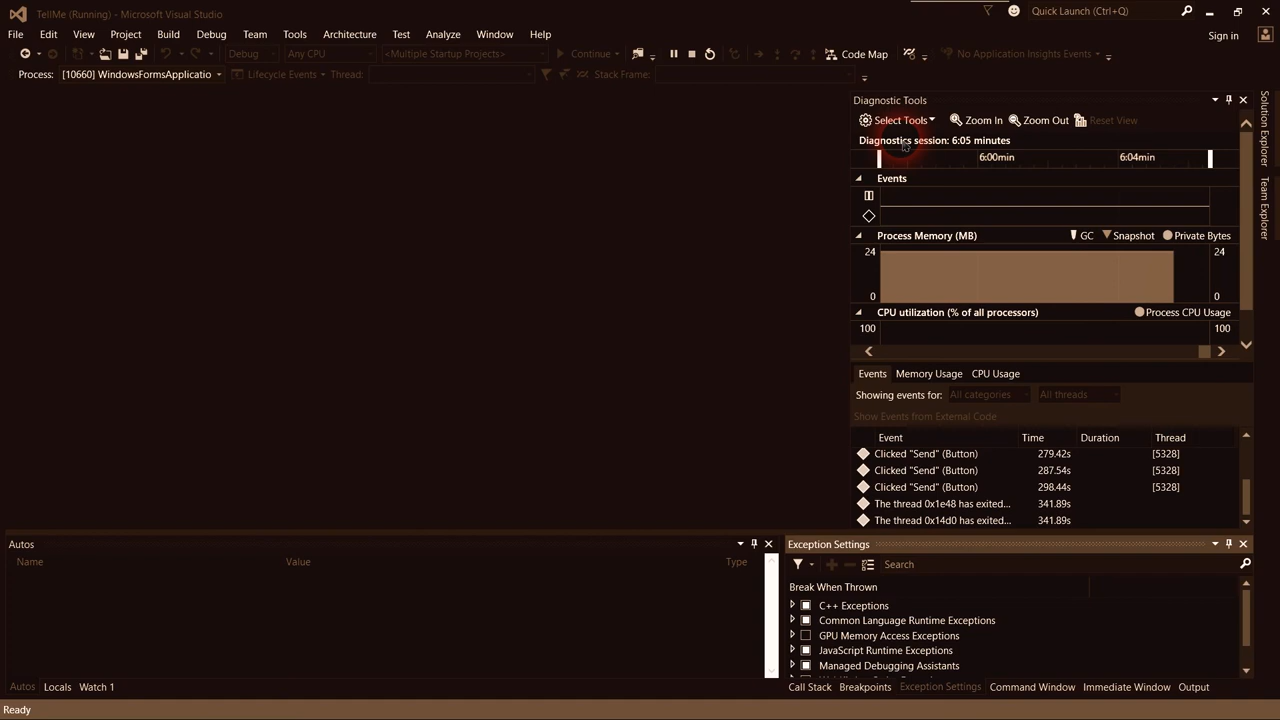 TellMe (Running) - Microsoft Visual Studio
Quick Launch (Ctrl+Q)
File Edit View Project Build Debug Team Tools Architecture Test Analyze Window Help
Sign in
Debug Any CPU <Multiple Startup Projects> Continue Code Map No Application Insights Events
Process: [10660] WindowsFormsApplicatio Lifecycle Events Thread: Stack Frame:
Diagnostic Tools
Select Tools Zoom In Zoom Out Reset View
Diagnostics session: 6:05 minutes
6:00min 6:04min
Events
Process Memory (MB) GC Snapshot Private Bytes
24 24
0 0
CPU utilization (% of all processors) Process CPU Usage
100 100
Events Memory Usage CPU Usage
Showing events for: All categories All threads
Show Events from External Code
Event Time Duration Thread
Clicked "Send" (Button) 279.42s [5328]
Clicked "Send" (Button) 287.54s [5328]
Clicked "Send" (Button) 298.44s [5328]
The thread 0x1e48 has exited... 341.89s
The thread 0x14d0 has exited... 341.89s
Solution Explorer
Team Explorer
Autos
Name Value Type
Exception Settings
Search
Break When Thrown
C++ Exceptions
Common Language Runtime Exceptions
GPU Memory Access Exceptions
JavaScript Runtime Exceptions
Managed Debugging Assistants
Autos Locals Watch 1
Call Stack Breakpoints Exception Settings Command Window Immediate Window Output
Ready